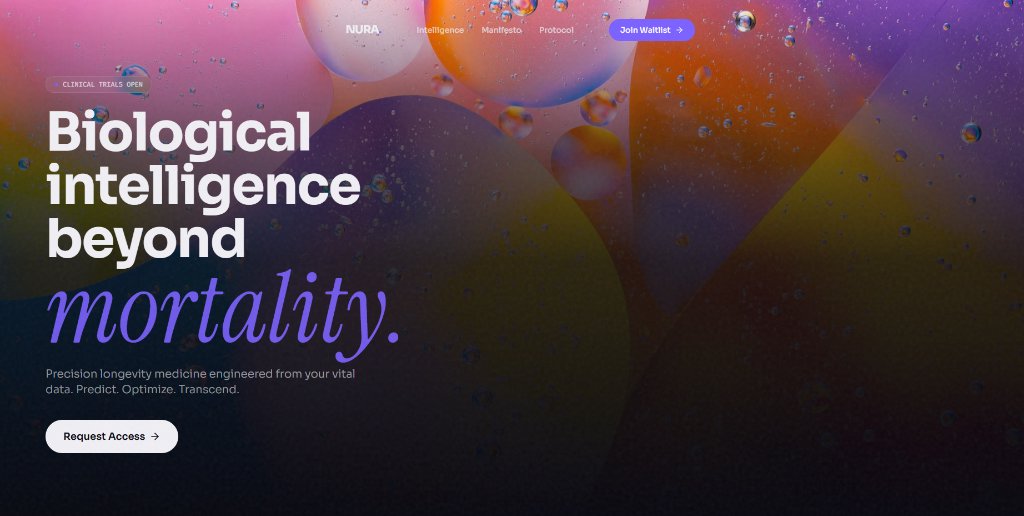 NURA
Intelligence
Manifesto
Protocol
Join Waitlist →
CLINICAL TRIALS OPEN
Biological
intelligence
beyond
mortality.
Precision longevity medicine engineered from your vital
data. Predict. Optimize. Transcend.
Request Access →